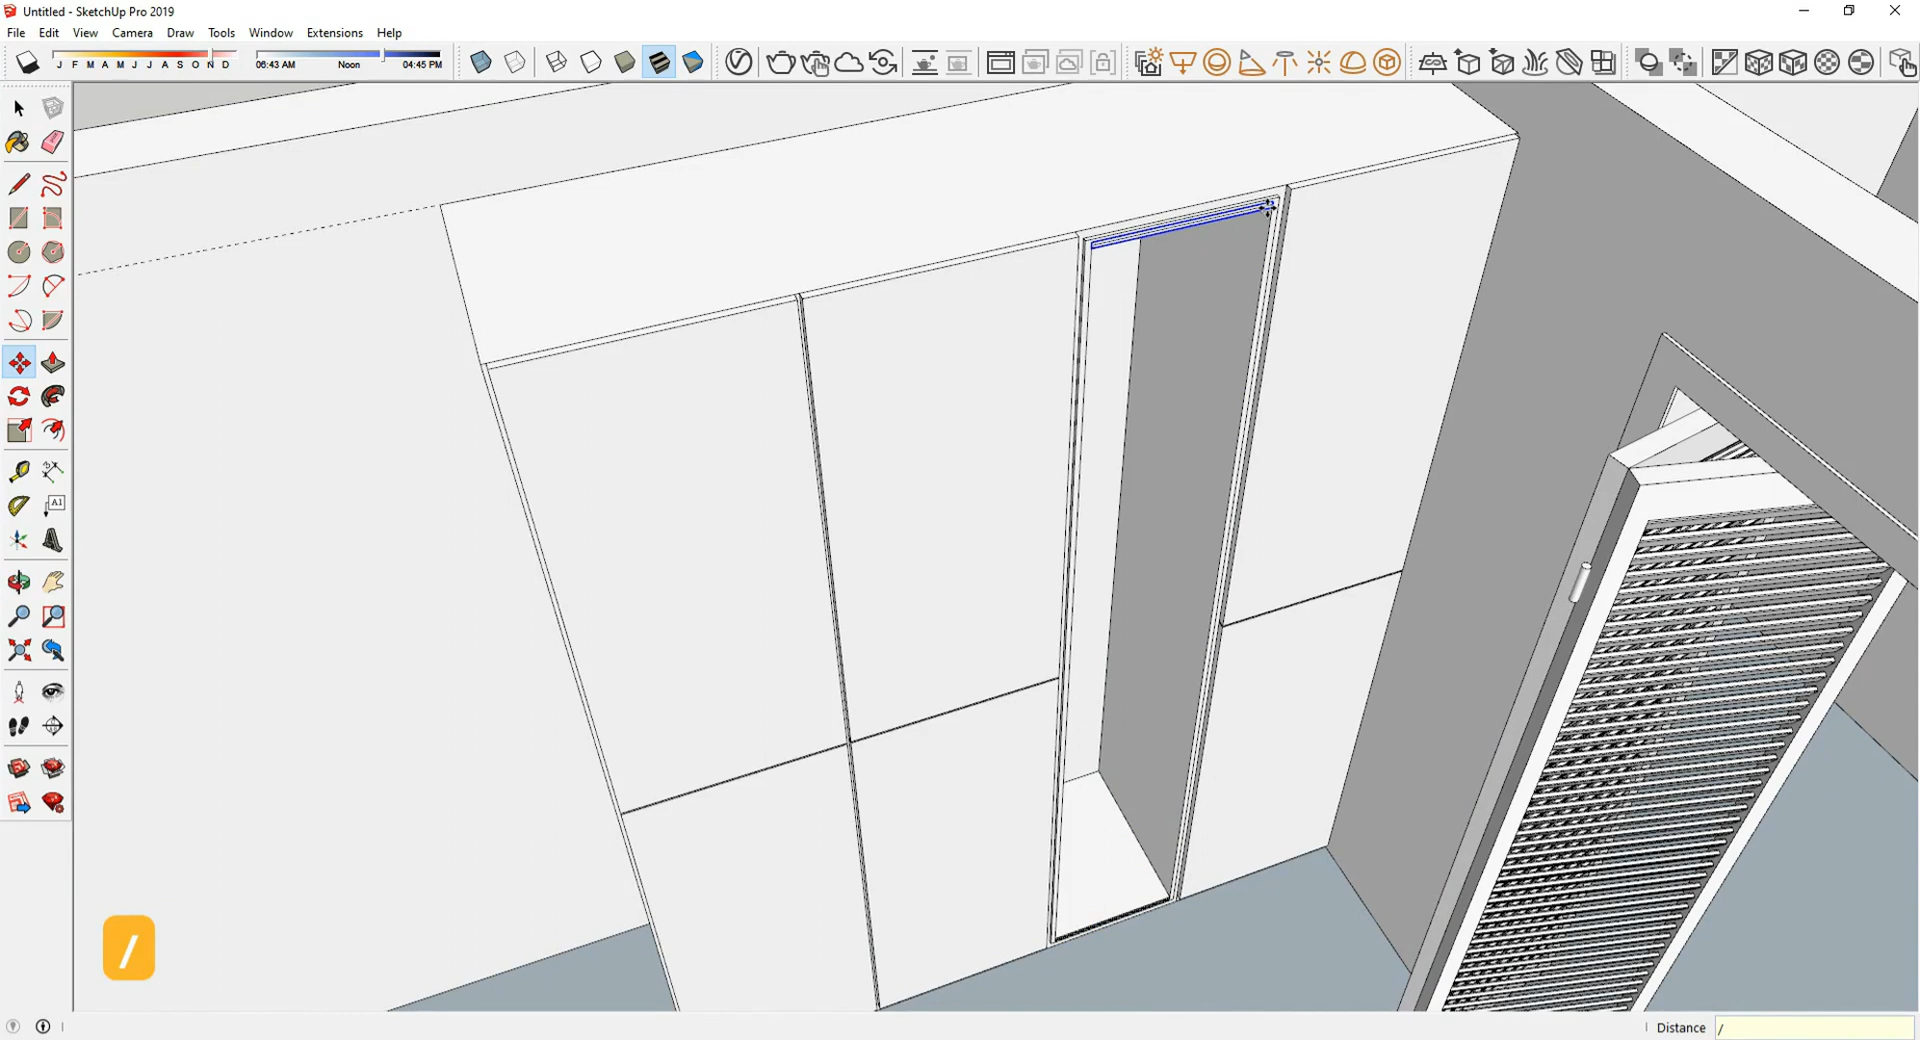 Untitled - SketchUp Pro 2019
File Edit View Camera Draw Tools Window Extensions Help
J F M A M J J A S O N D
06:43 AM Noon 04:45 PM
A1
/
Distance /